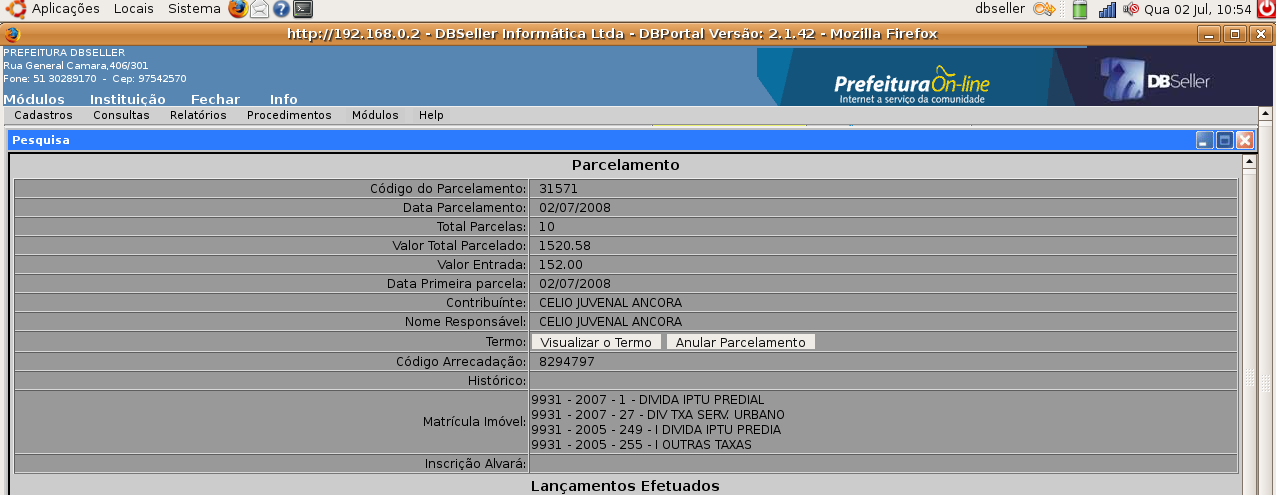 Aplicações Locais Sistema dbseller Qua 02 Jul, 10:54
http://192.168.0.2 - DBSeller Informática Ltda - DBPortal Versão: 2.1.42 - Mozilla Firefox
PREFEITURA DBSELLER
Rua General Camara,406/301
Fone: 51 30289170 - Cep: 97542570
PrefeituraOn-line
Internet a serviço da comunidade
DBSeller
Módulos Instituição Fechar Info
Cadastros Consultas Relatórios Procedimentos Módulos Help
Pesquisa
Parcelamento
Código do Parcelamento: 31571
Data Parcelamento: 02/07/2008
Total Parcelas: 10
Valor Total Parcelado: 1520.58
Valor Entrada: 152.00
Data Primeira parcela: 02/07/2008
Contribuínte: CELIO JUVENAL ANCORA
Nome Responsável: CELIO JUVENAL ANCORA
Termo: Visualizar o Termo Anular Parcelamento
Código Arrecadação: 8294797
Histórico:
Matrícula Imóvel:
9931 - 2007 - 1 - DIVIDA IPTU PREDIAL
9931 - 2007 - 27 - DIV TXA SERV. URBANO
9931 - 2005 - 249 - I DIVIDA IPTU PREDIA
9931 - 2005 - 255 - I OUTRAS TAXAS
Inscrição Alvará:
Lançamentos Efetuados